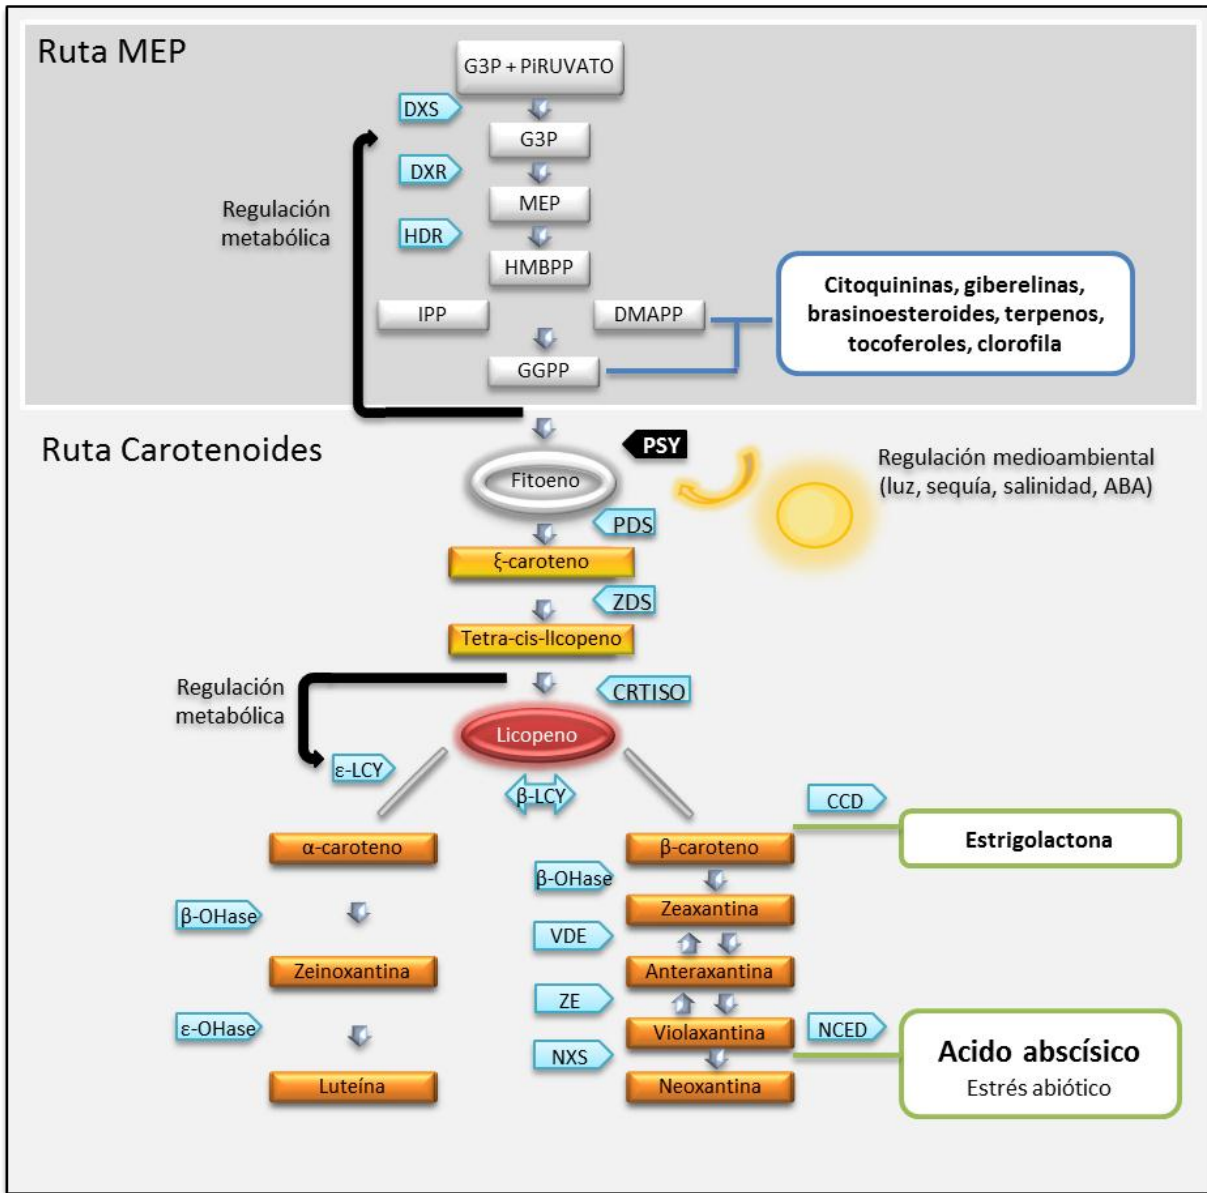 Ruta MEP
G3P + PiRUVATO
DXS
G3P
DXR
MEP
Regulación
metabólica
HDR
HMBPP
IPP
DMAPP
GGPP
Citoquininas, giberelinas,
brasinoesteroides, terpenos,
tocoferoles, clorofila
Ruta Carotenoides
PSY
Regulación medioambiental
(luz, sequía, salinidad, ABA)
Fitoeno
PDS
ξ-caroteno
ZDS
Tetra-cis-lIcopeno
CRTISO
Regulación
metabólica
Licopeno
ε-LCY
β-LCY
CCD
Estrigolactona
α-caroteno
β-caroteno
β-OHase
β-OHase
Zeaxantina
VDE
Zeinoxantina
Anteraxantina
ZE
ε-OHase
Violaxantina
NCED
NXS
Luteína
Neoxantina
Acido abscísico
Estrés abiótico